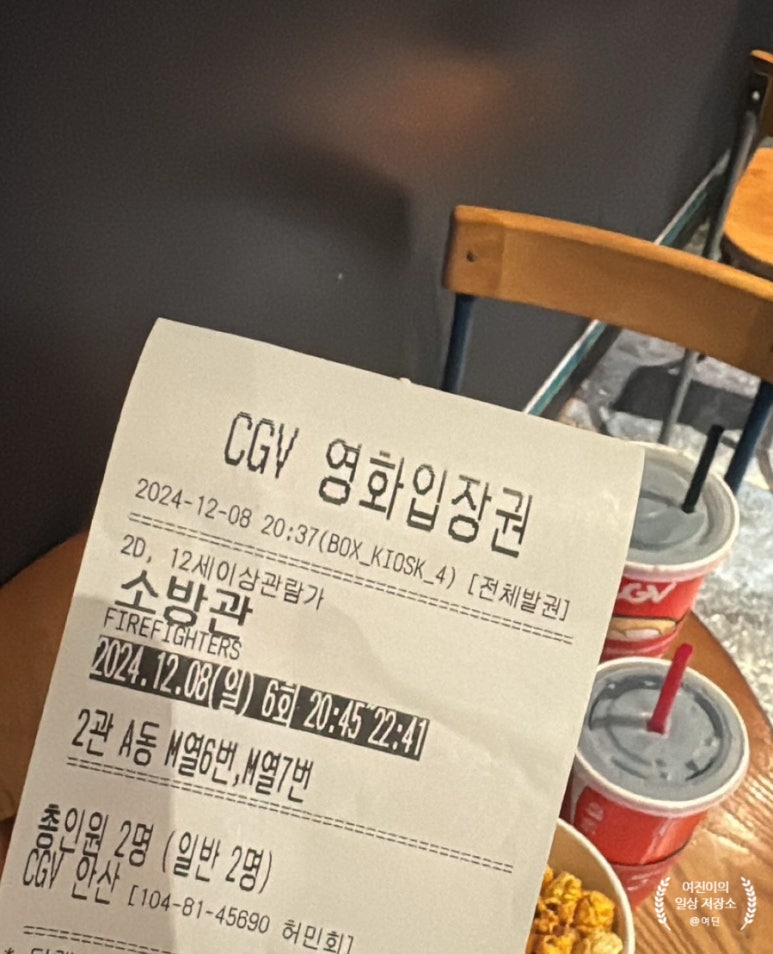 CGV 영화입장권
2024-12-08 20:37(BOX_KIOSK_4) [전체발권]
2D, 12세이상관람가
소방관
FIREFIGHTERS
2024.12.08(일) 6회 20:45~22:41
2관 A동 M열6번,M열7번
총인원 2명 (일반 2명)
CGV 안산 [104-81-45690 허민회]
CGV
여진이의
일상 저장소
@여딘